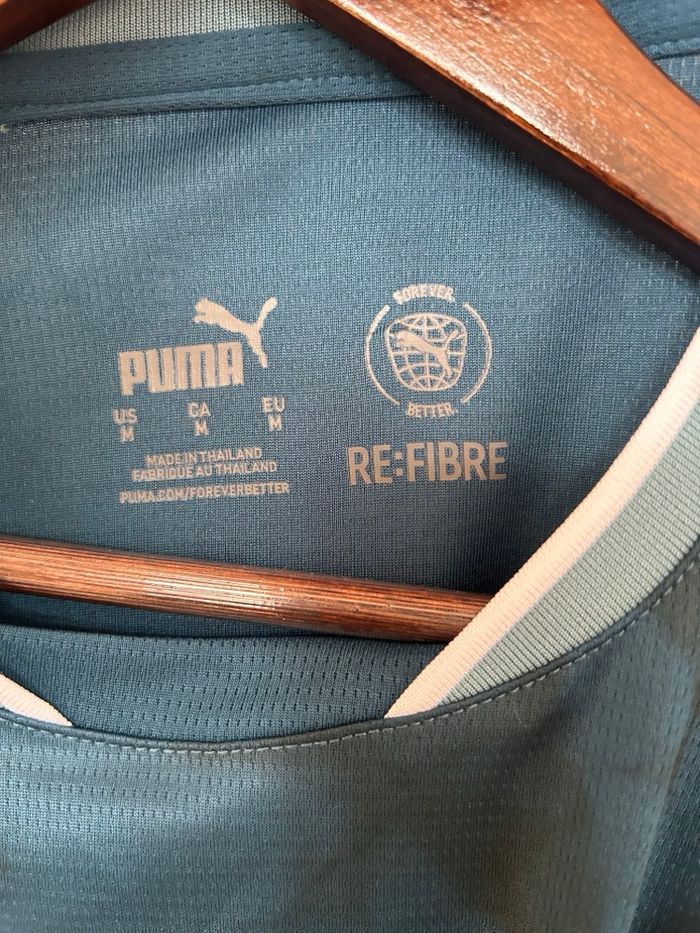 PUMA
US CA EU
M M M
MADE IN THAILAND
FABRIQUE AU THAILAND
PUMA.COM/FOREVERBETTER
FOREVER.
BETTER.
RE:FIBRE